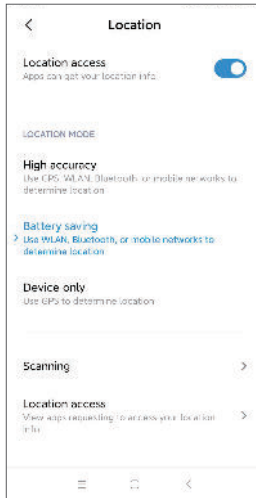 Location
Location access
Apps can get your location info
LOCATION MODE
High accuracy
Use GPS, WLAN, Bluetooth, or mobile networks to
determine location
Battery saving
Use WLAN, Bluetooth, or mobile networks to
determine location
Device only
Use GPS to determine location
Scanning
Location access
View apps requesting to access your location
info